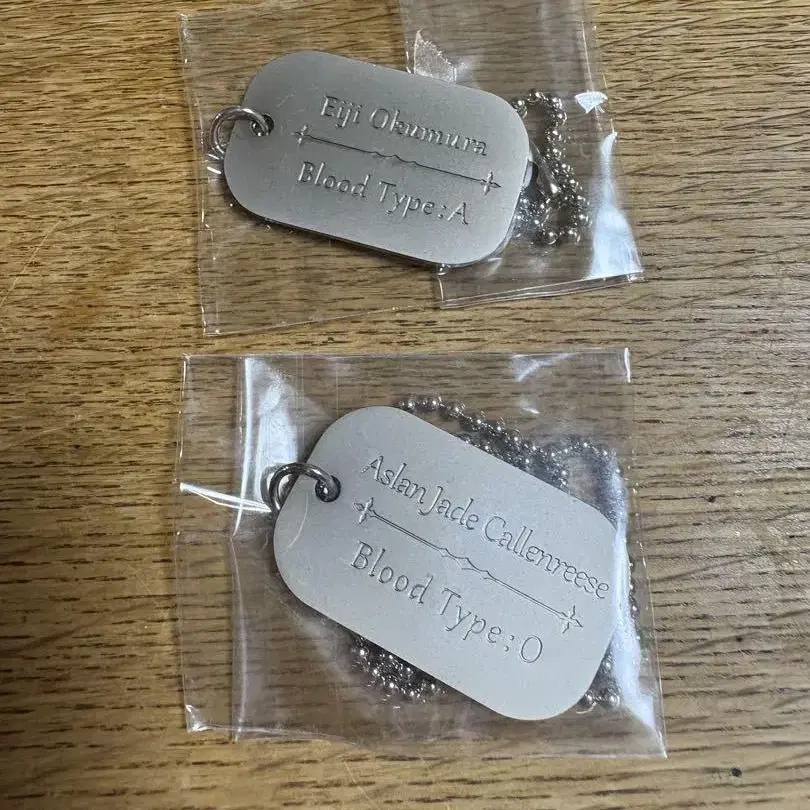 Eiji Okumura
Blood Type:A
Aslan Jade Callenreese
Blood Type:O